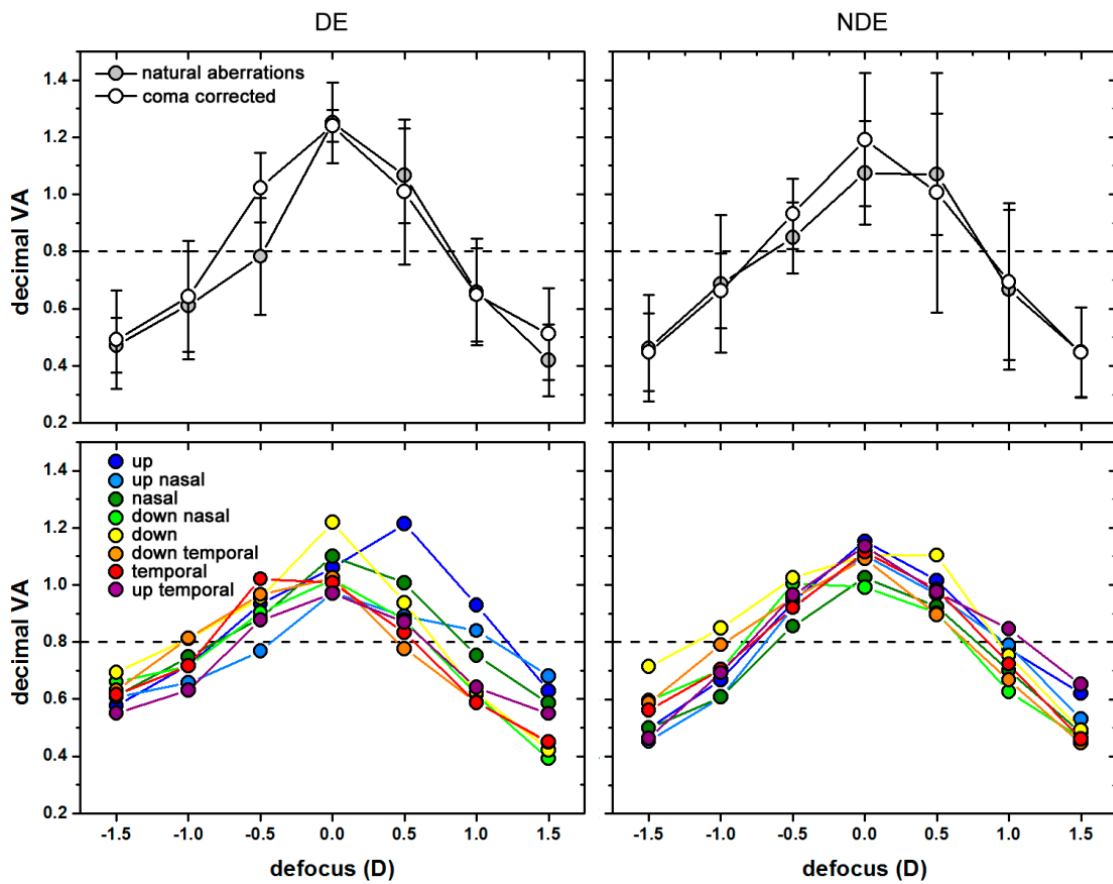 DE
NDE
natural aberrations
coma corrected
decimal VA
1.4
1.2
1.0
0.8
0.6
0.4
0.2
up
up nasal
nasal
down nasal
down
down temporal
temporal
up temporal
decimal VA
1.4
1.2
1.0
0.8
0.6
0.4
0.2
-1.5 -1.0 -0.5 0.0 0.5 1.0 1.5
-1.5 -1.0 -0.5 0.0 0.5 1.0 1.5
defocus (D)
defocus (D)